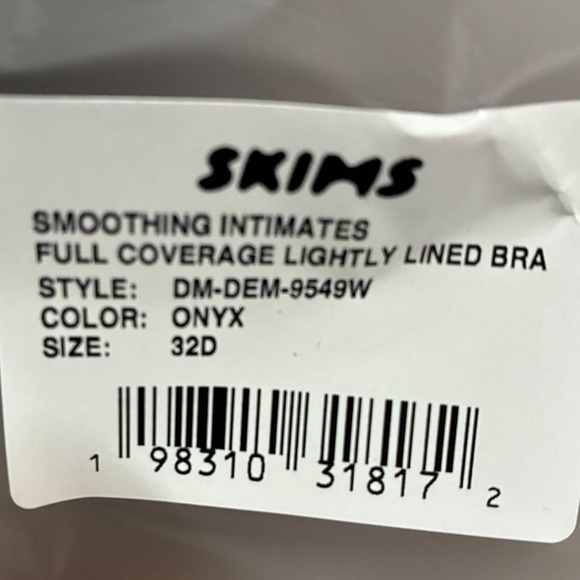 SKIMS
SMOOTHING INTIMATES
FULL COVERAGE LIGHTLY LINED BRA
STYLE: DM-DEM-9549W
COLOR: ONYX
SIZE: 32D
1 98310 31817 2